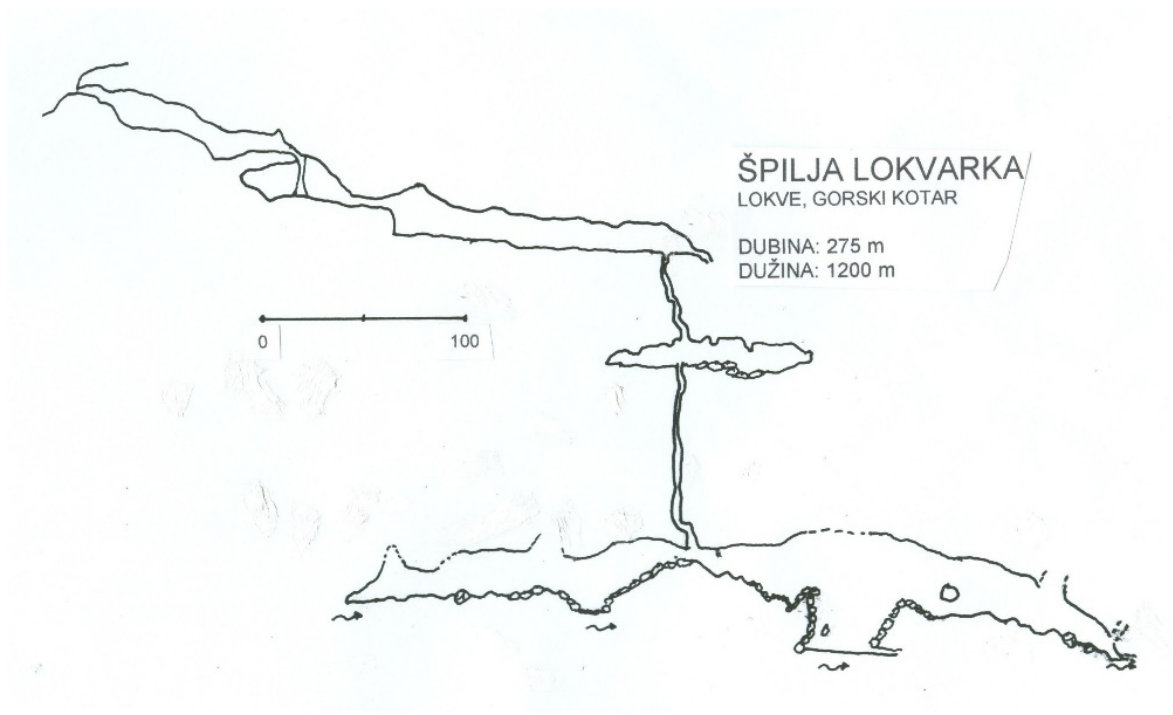 ŠPILJA LOKVARKA
LOKVE, GORSKI KOTAR
DUBINA: 275 m
DUŽINA: 1200 m
0 100